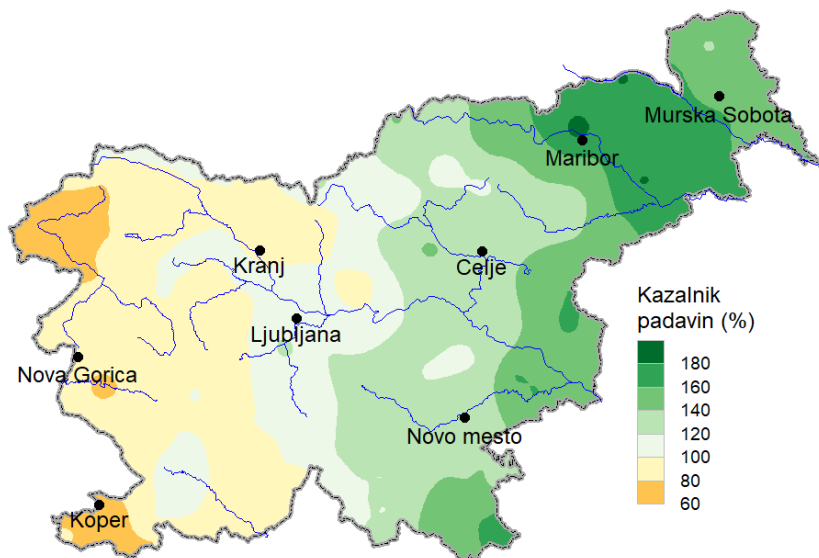 Murska Sobota
Maribor
Kranj
Celje
Ljubljana
Nova Gorica
Novo mesto
Koper
Kazalnik
padavin (%)
180
160
140
120
100
80
60